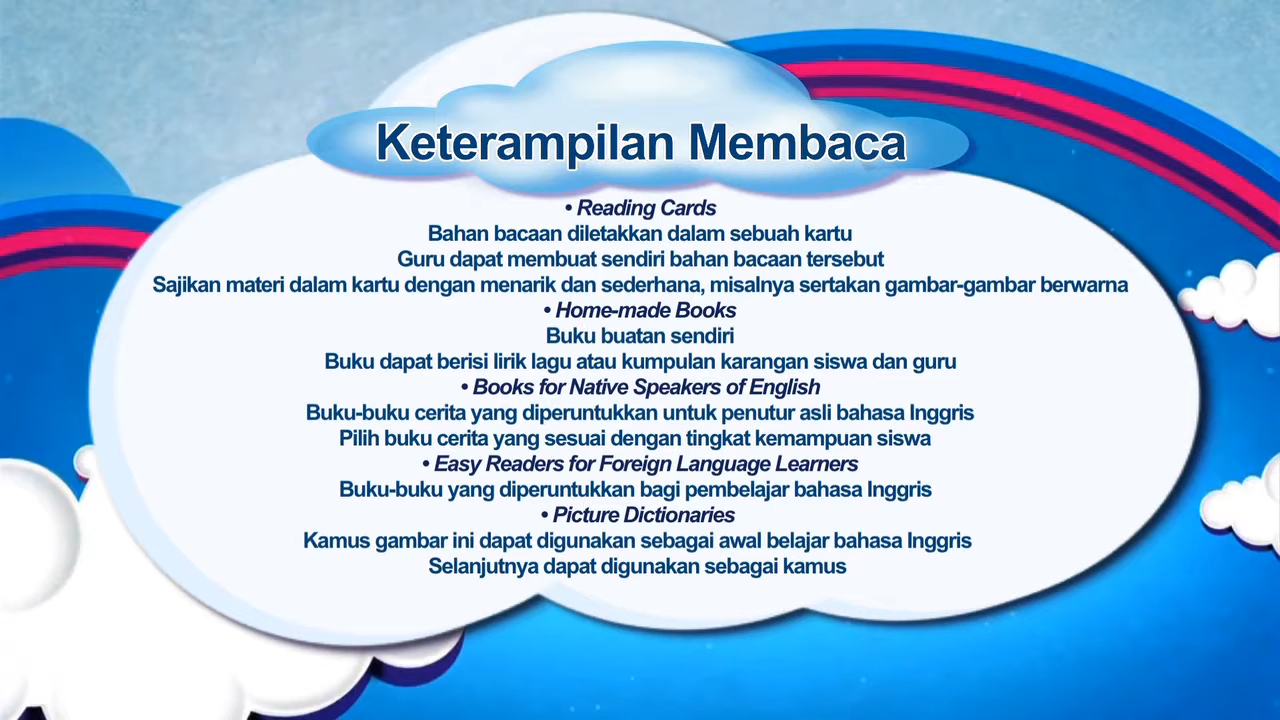 Keterampilan Membaca
• Reading Cards
Bahan bacaan diletakkan dalam sebuah kartu
Guru dapat membuat sendiri bahan bacaan tersebut
Sajikan materi dalam kartu dengan menarik dan sederhana, misalnya sertakan gambar-gambar berwarna
• Home-made Books
Buku buatan sendiri
Buku dapat berisi lirik lagu atau kumpulan karangan siswa dan guru
• Books for Native Speakers of English
Buku-buku cerita yang diperuntukkan untuk penutur asli bahasa Inggris
Pilih buku cerita yang sesuai dengan tingkat kemampuan siswa
• Easy Readers for Foreign Language Learners
Buku-buku yang diperuntukkan bagi pembelajar bahasa Inggris
• Picture Dictionaries
Kamus gambar ini dapat digunakan sebagai awal belajar bahasa Inggris
Selanjutnya dapat digunakan sebagai kamus